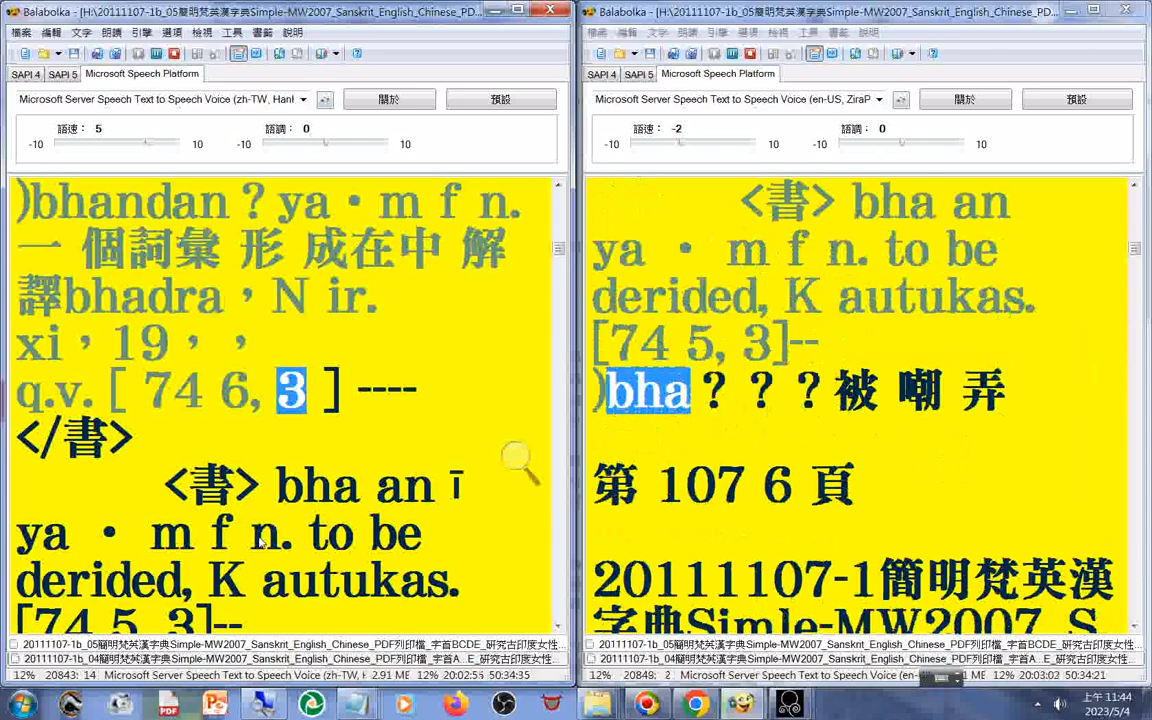 Balabolka - [H:\20111107-1b_05簡明梵英漢字典Simple-MW2007_Sanskrit_English_Chinese_PD...
檔案 編輯 文字 朗讀 引擎 選項 檢視 工具 書籤 說明
SAPI 4 SAPI 5 Microsoft Speech Platform
Microsoft Server Speech Text to Speech Voice (zh-TW, HanH
關於 預設
語速： 5 語調： 0
-10 10 -10 10
)bhandan ? ya • m f n.
一 個詞彙 形 成在中 解
譯bhadra，N ir.
xi，19，，
q.v. [ 74 6, 3 ] ----
</書>
<書> bha an ī
ya • m f n. to be
derided, K autukas.
[74 5, 3]--
20111107-1b_05簡明梵英漢字典Simple-MW2007_Sanskrit_English_Chinese_PDF列印檔_字首BCDE_研究古印度女性...
20111107-1b_04簡明梵英漢字典Simple-MW2007_Sanskrit_English_Chinese_PDF列印檔_字首A...E_研究古印度女性...
12% 20843: 14 Microsoft Server Speech Text to Speech Voice (zh-TW, H 2.91 ME 12% 20:02:55 50:34:35
Balabolka - [H:\20111107-1b_05簡明梵英漢字典Simple-MW2007_Sanskrit_English_Chinese_PD...
檔案 編輯 文字 朗讀 引擎 選項 檢視 工具 書籤 說明
SAPI 4 SAPI 5 Microsoft Speech Platform
Microsoft Server Speech Text to Speech Voice (en-US, ZiraP
關於 預設
語速： -2 語調： 0
-10 10 -10 10
<書> bha an
ya • m f n. to be
derided, K autukas.
[74 5, 3]--
)bha ? ? ? 被 嘲 弄
第 107 6 頁
20111107-1簡明梵英漢
字典Simle-MW2007 S
20111107-1b_05簡明梵英漢字典Simple-MW2007_Sanskrit_English_Chinese_PDF列印檔_字首BCDE_研究古印度女性...
20111107-1b_04簡明梵英漢字典Simple-MW2007_Sanskrit_English_Chinese_PDF列印檔_字首A...E_研究古印度女性...
12% 20848: 2 Microsoft Server Speech Text to Speech Voice (en-US, 12% 20:03:02 50:34:21
上午 11:44
2023/5/4